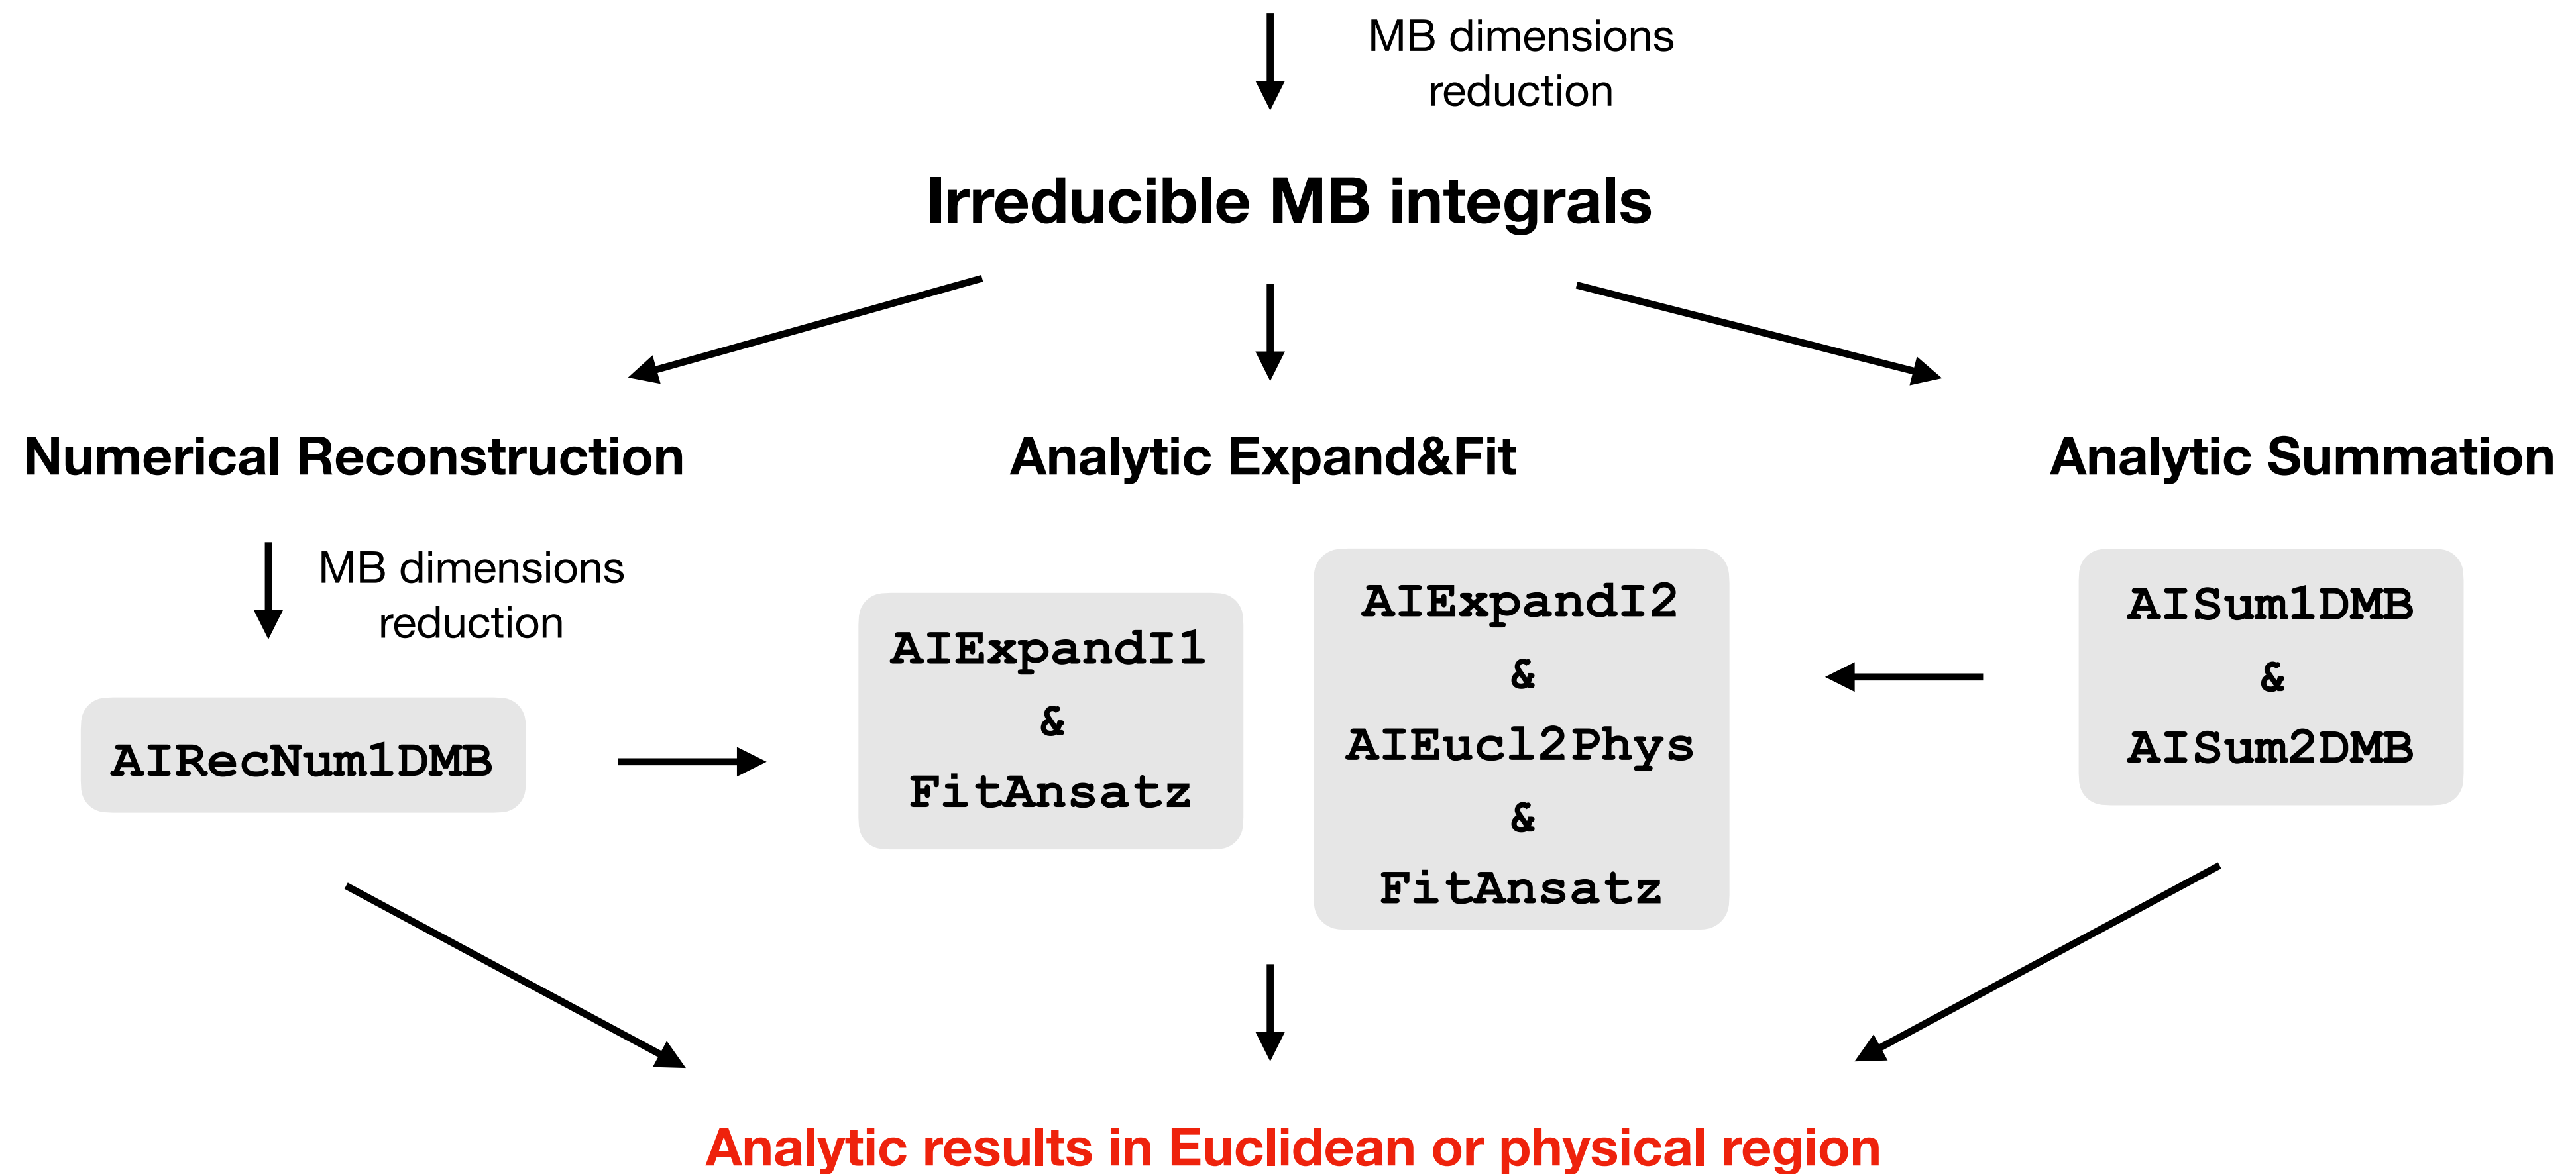 MB dimensions
reduction
Irreducible MB integrals
Numerical Reconstruction
Analytic Expand&Fit
Analytic Summation
MB dimensions
reduction
AIRecNum1DMB
AIExpandI1
&
FitAnsatz
AIExpandI2
&
AIEucl2Phys
&
FitAnsatz
AISum1DMB
&
AISum2DMB
Analytic results in Euclidean or physical region